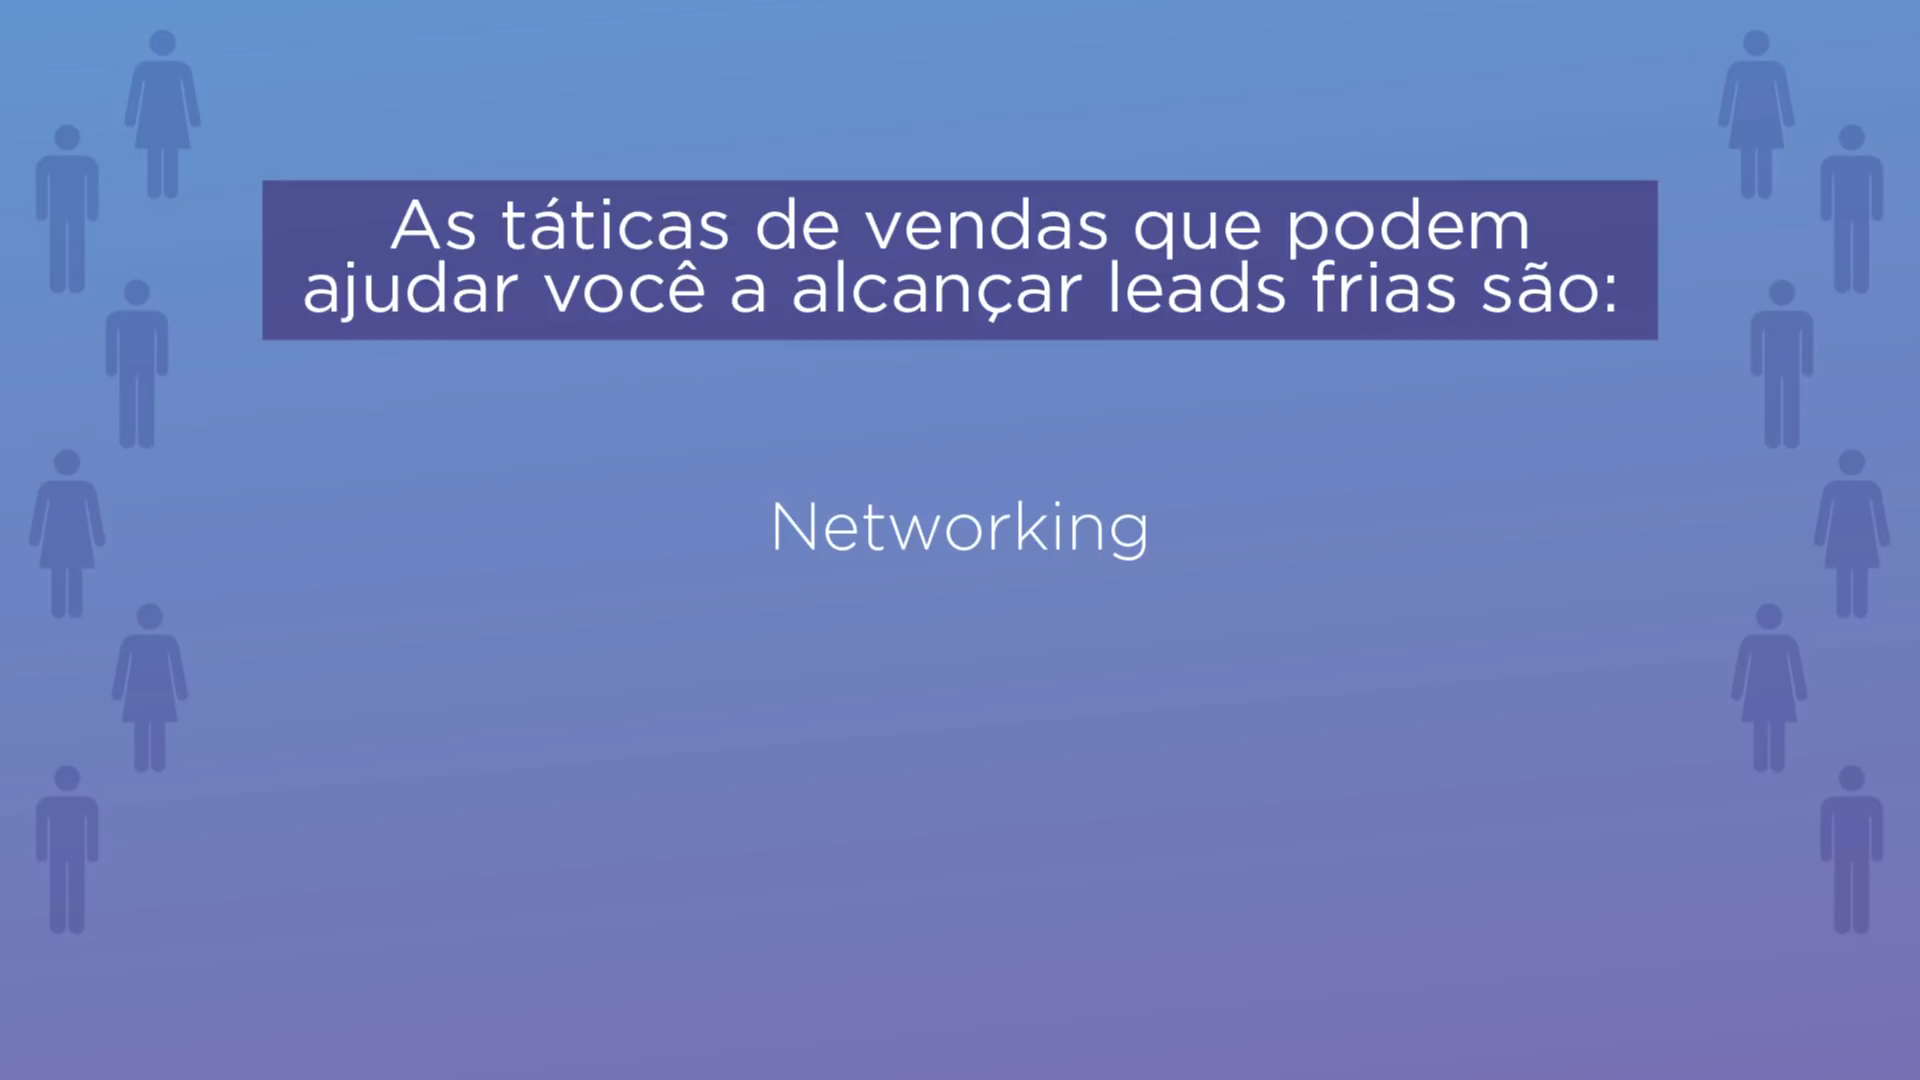 As táticas de vendas que podem
ajudar você a alcançar leads frias são:
Networking